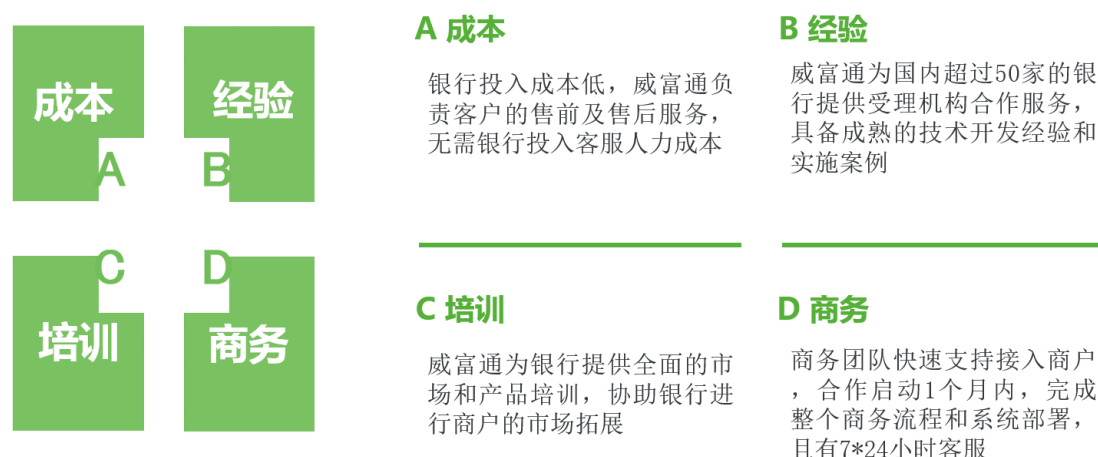 成本
经验
A
B
C
D
培训
商务
A 成本
银行投入成本低，威富通负
责客户的售前及售后服务，
无需银行投入客服人力成本
B 经验
威富通为国内超过50家的银
行提供受理机构合作服务，
具备成熟的技术开发经验和
实施案例
C 培训
威富通为银行提供全面的市
场和产品培训，协助银行进
行商户的市场拓展
D 商务
商务团队快速支持接入商户
，合作启动1个月内，完成
整个商务流程和系统部署，
且有7*24小时客服